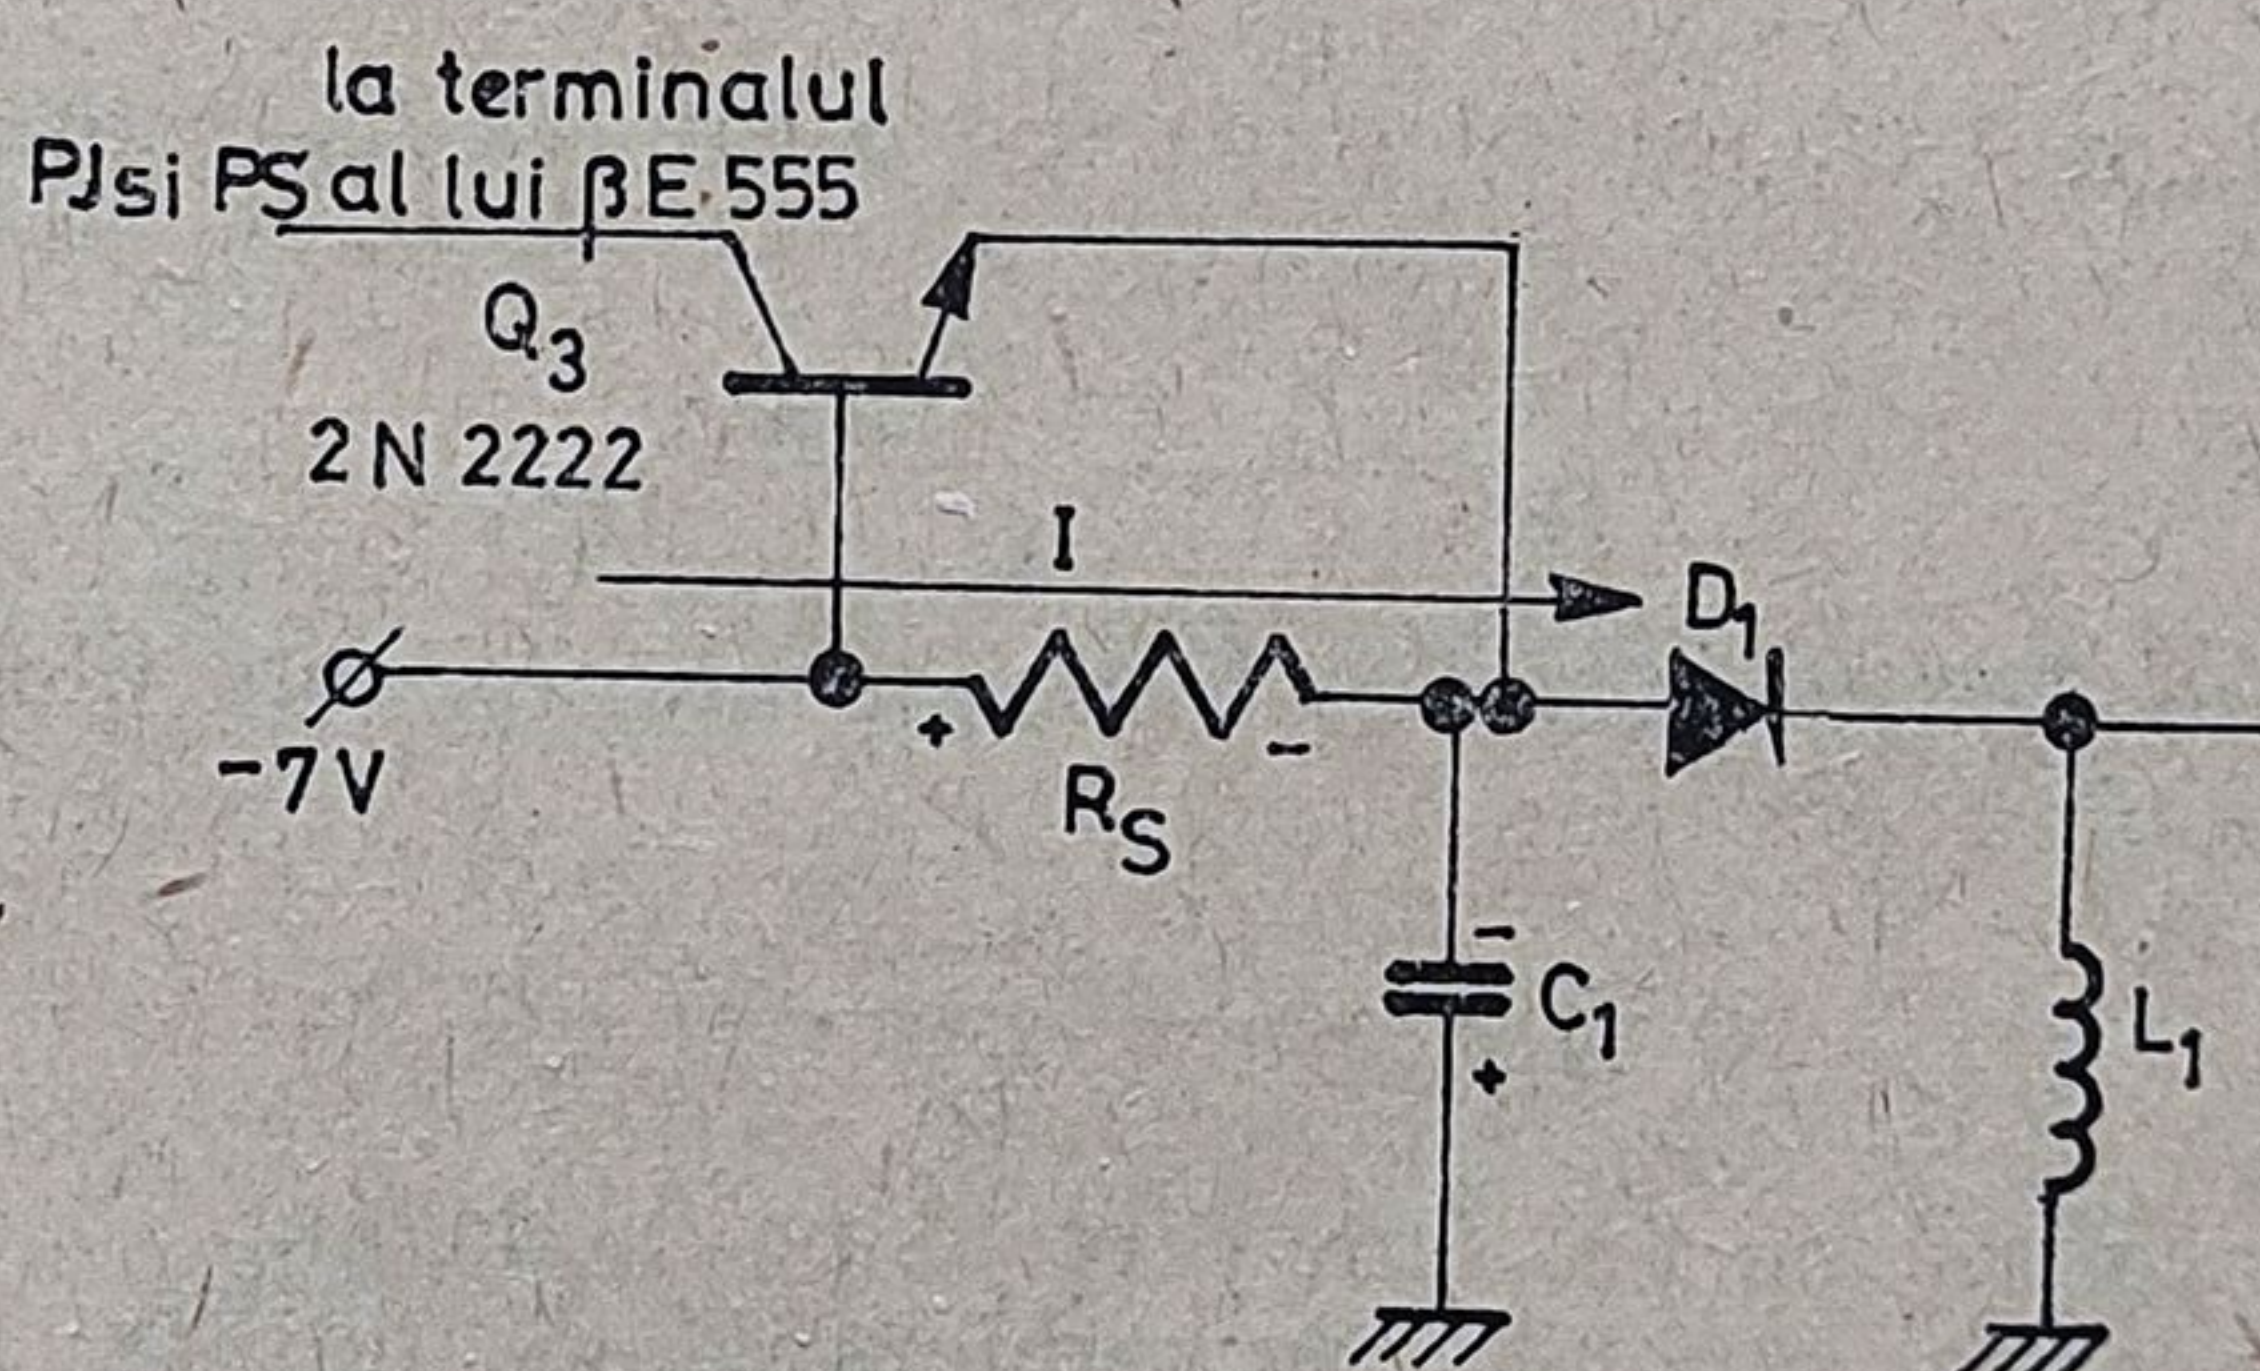 la terminalul
PJ si PS al lui βE 555
Q3
2N 2222
I
D1
-7V
+
-
RS
-
C1
+
L1